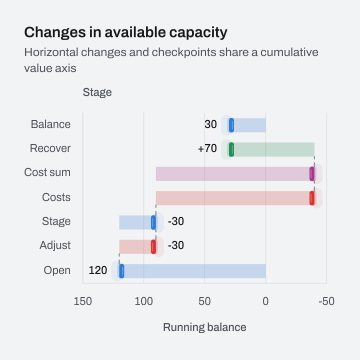 Changes in available capacity
Horizontal changes and checkpoints share a cumulative
value axis
Stage
Balance 30
Recover +70
Cost sum
Costs
Stage -30
Adjust -30
Open 120
150 100 50 0 -50
Running balance